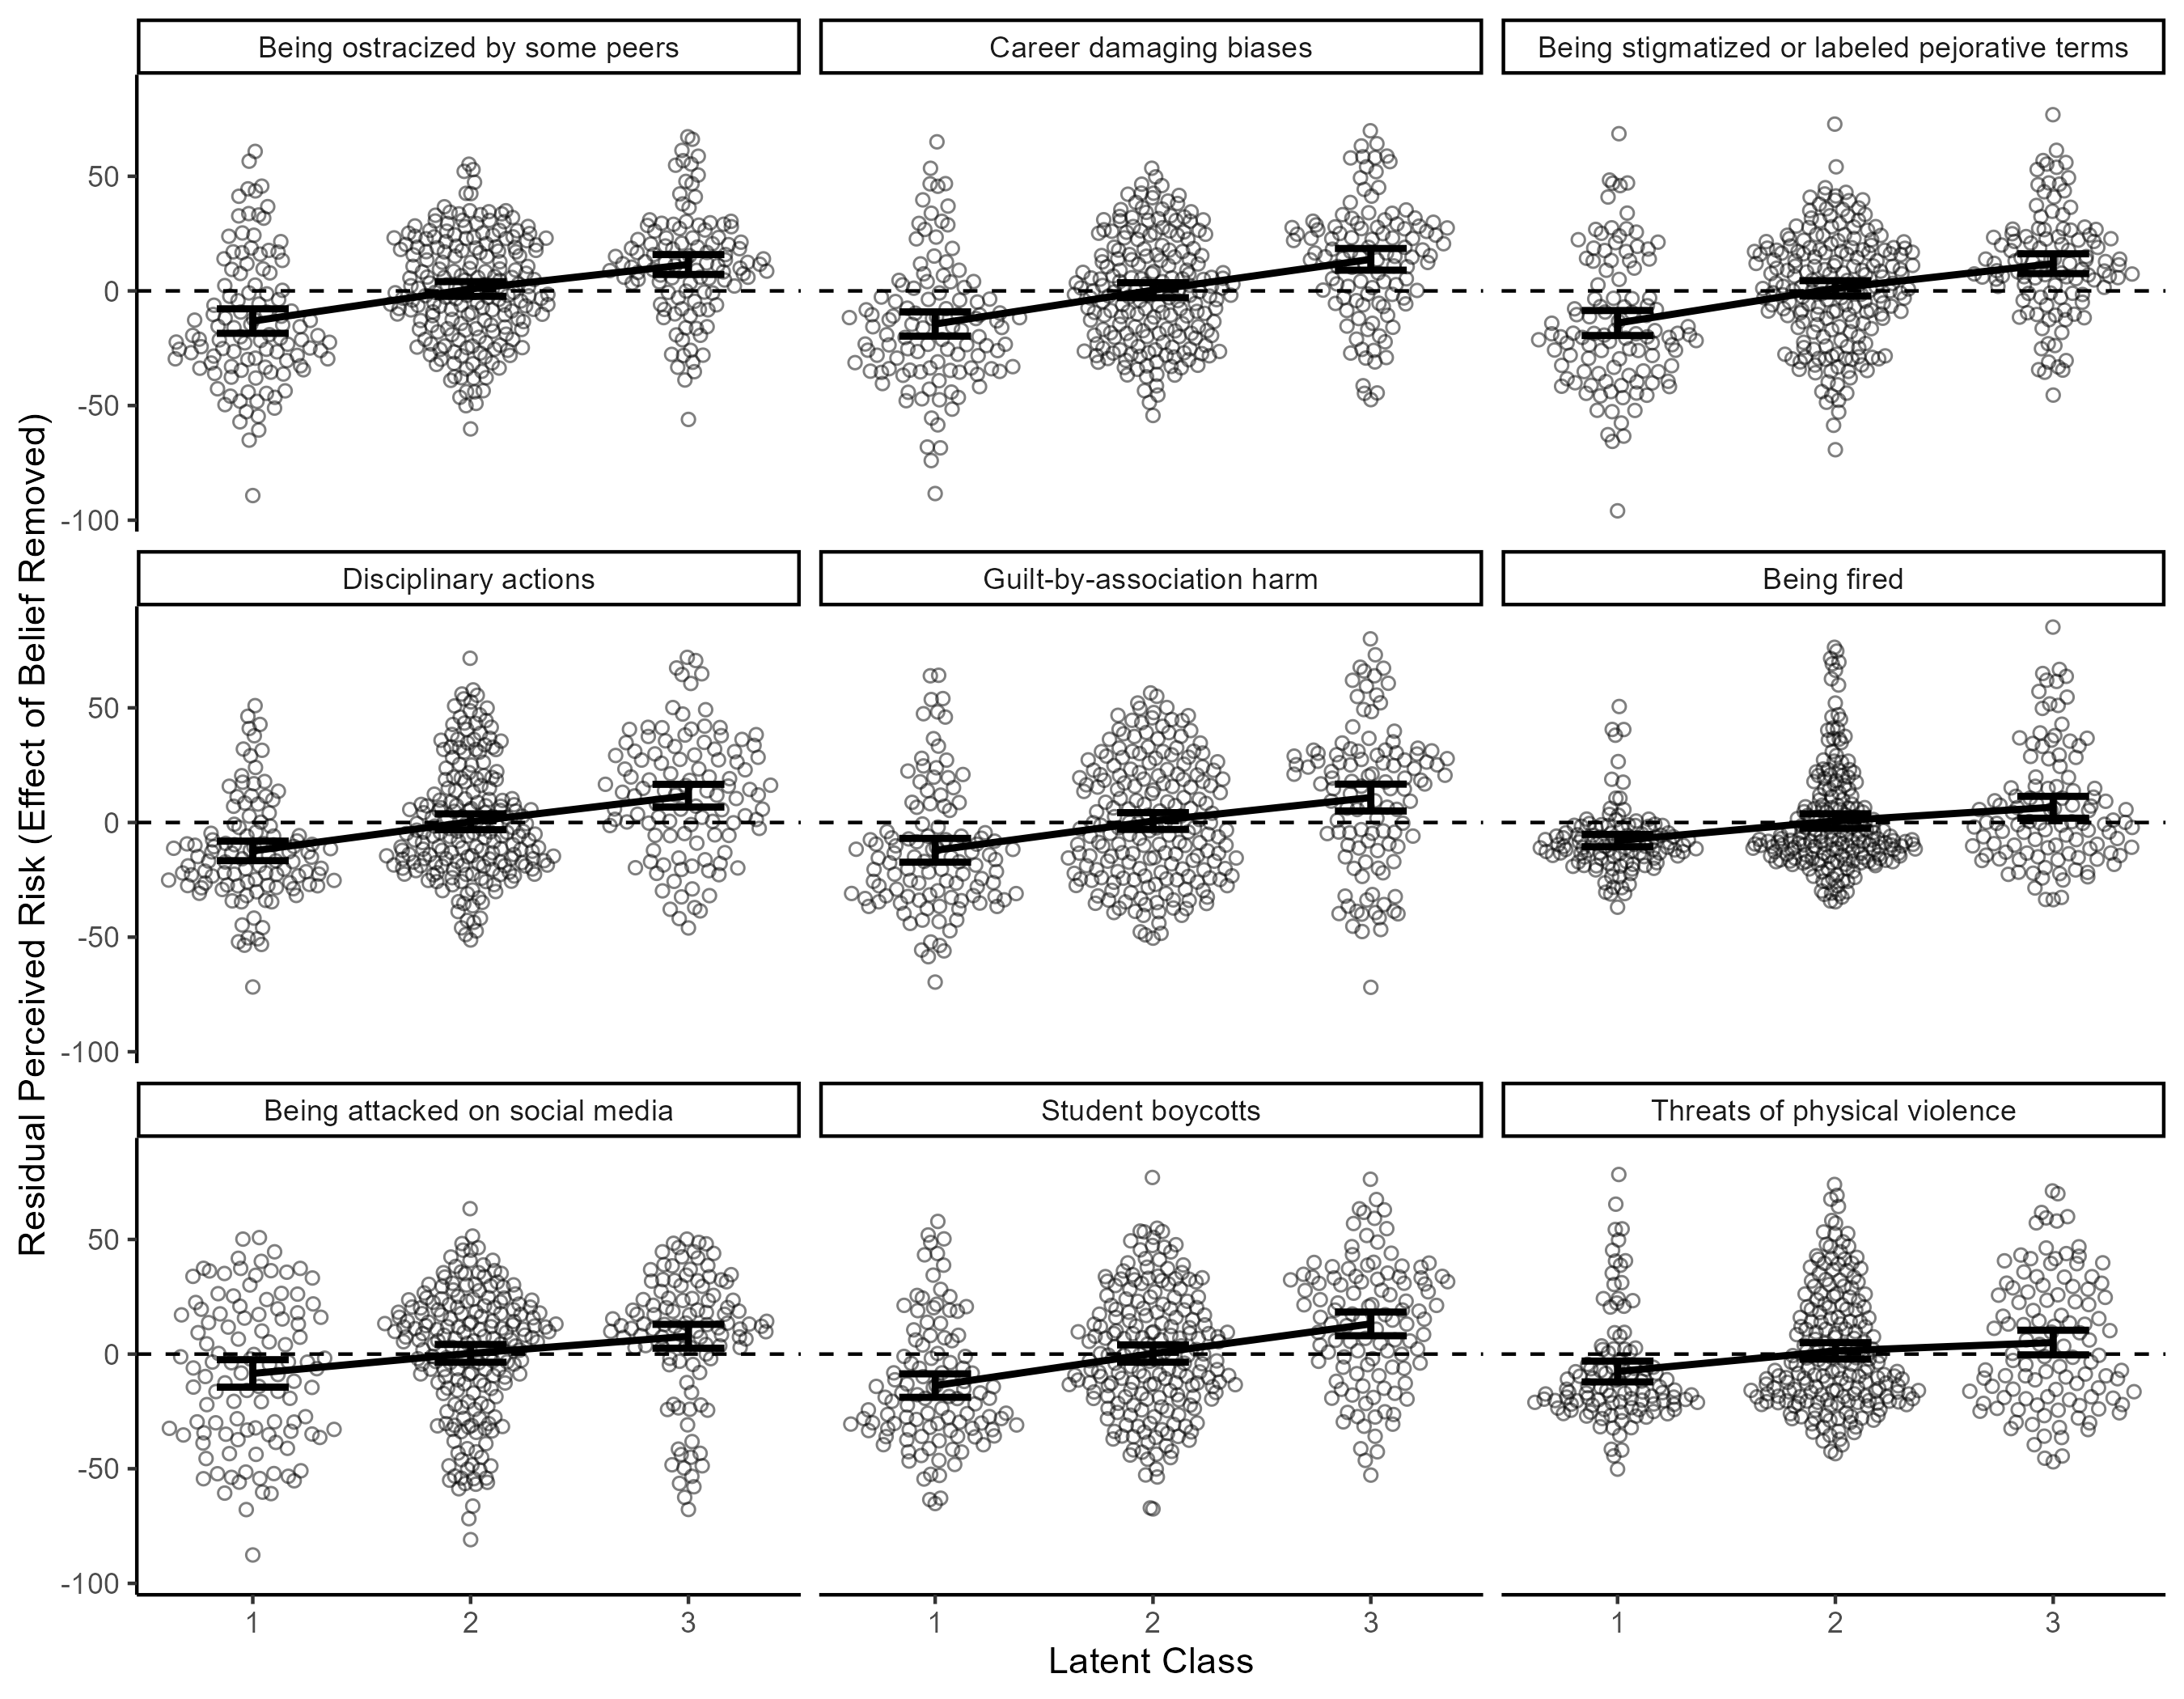 Being ostracized by some peers
Career damaging biases
Being stigmatized or labeled pejorative terms
50
0
-50
-100
Disciplinary actions
Guilt-by-association harm
Being fired
50
0
-50
-100
Being attacked on social media
Student boycotts
Threats of physical violence
50
0
-50
-100
1 2 3
1 2 3
1 2 3
Latent Class
Residual Perceived Risk (Effect of Belief Removed)